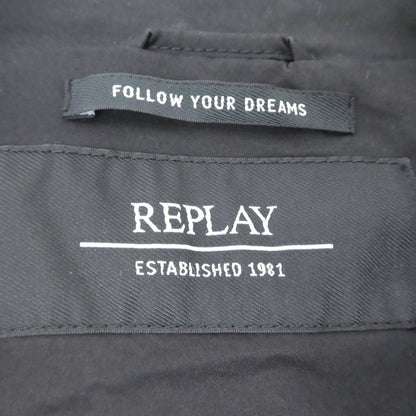 FOLLOW YOUR DREAMS
REPLAY
ESTABLISHED 1981